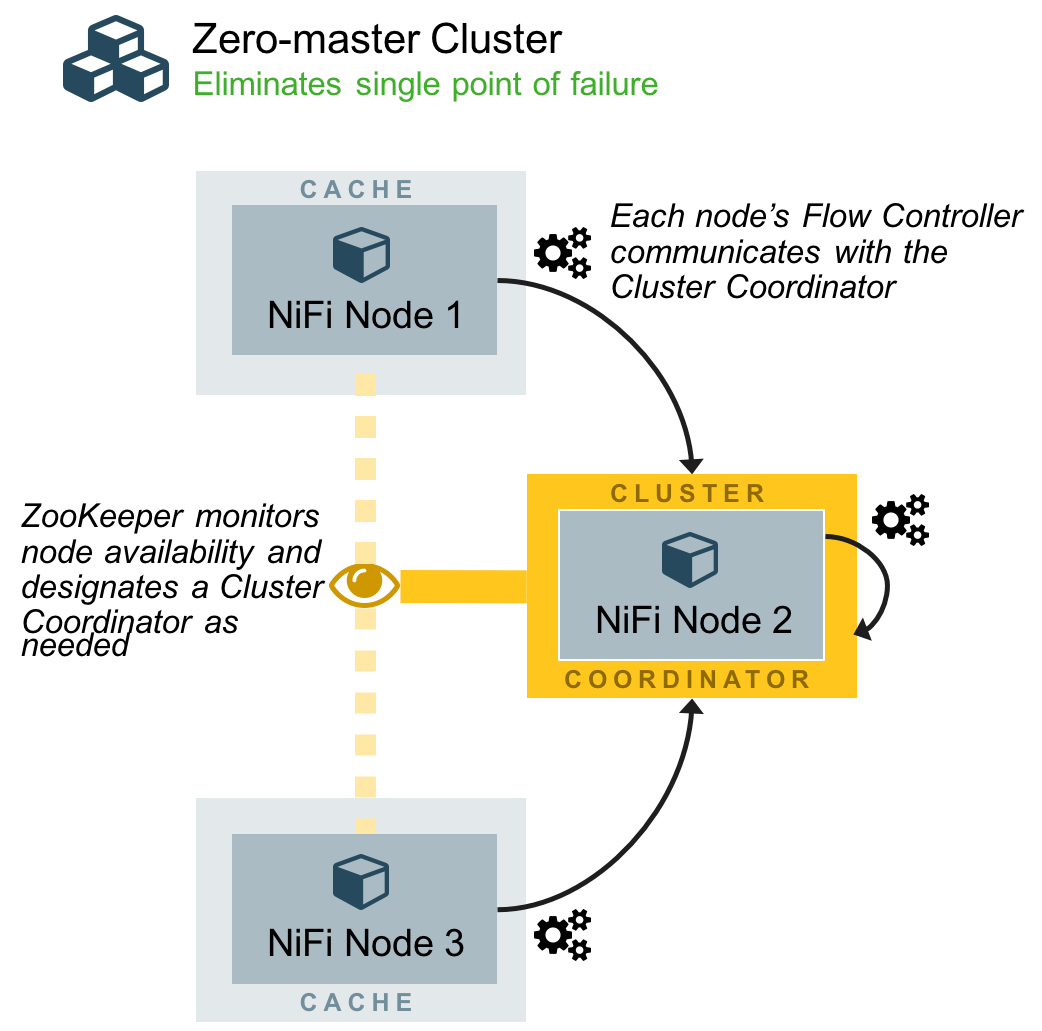 Zero-master Cluster
Eliminates single point of failure
CACHE
NiFi Node 1
Each node’s Flow Controller
communicates with the
Cluster Coordinator
ZooKeeper monitors
node availability and
designates a Cluster
Coordinator as
needed
CLUSTER
NiFi Node 2
COORDINATOR
NiFi Node 3
CACHE